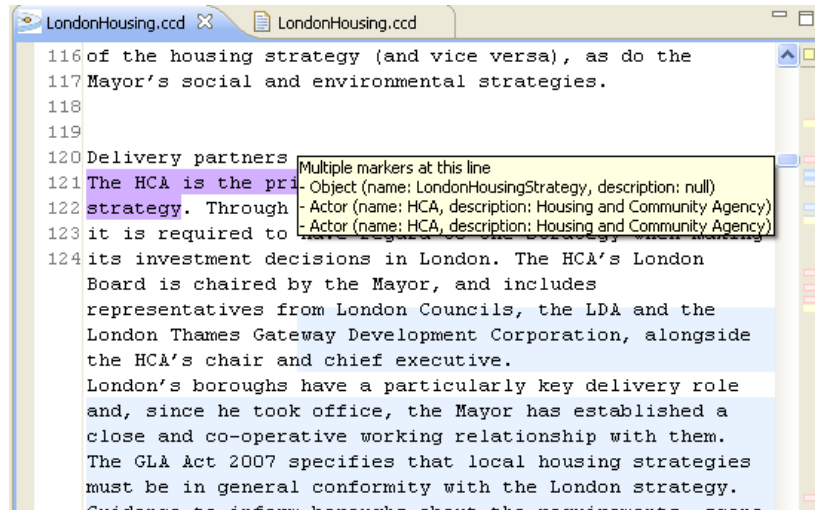 LondonHousing.ccd
LondonHousing.ccd
116 of the housing strategy (and vice versa), as do the
117 Mayor's social and environmental strategies.
118
119
120 Delivery partners
Multiple markers at this line
- Object (name: LondonHousingStrategy, description: null)
- Actor (name: HCA, description: Housing and Community Agency)
- Actor (name: HCA, description: Housing and Community Agency)
121 The HCA is the pri
122 strategy. Through
123 it is required to
124 its investment decisions in London. The HCA's London
Board is chaired by the Mayor, and includes
representatives from London Councils, the LDA and the
London Thames Gateway Development Corporation, alongside
the HCA's chair and chief executive.
London's boroughs have a particularly key delivery role
and, since he took office, the Mayor has established a
close and co-operative working relationship with them.
The GLA Act 2007 specifies that local housing strategies
must be in general conformity with the London strategy.